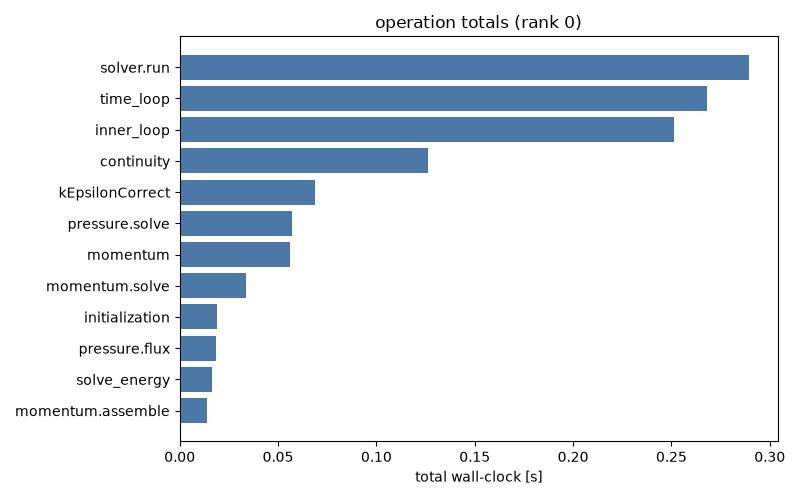 operation totals (rank 0)
solver.run
time_loop
inner_loop
continuity
kEpsilonCorrect
pressure.solve
momentum
momentum.solve
initialization
pressure.flux
solve_energy
momentum.assemble
0.00 0.05 0.10 0.15 0.20 0.25 0.30
total wall-clock [s]